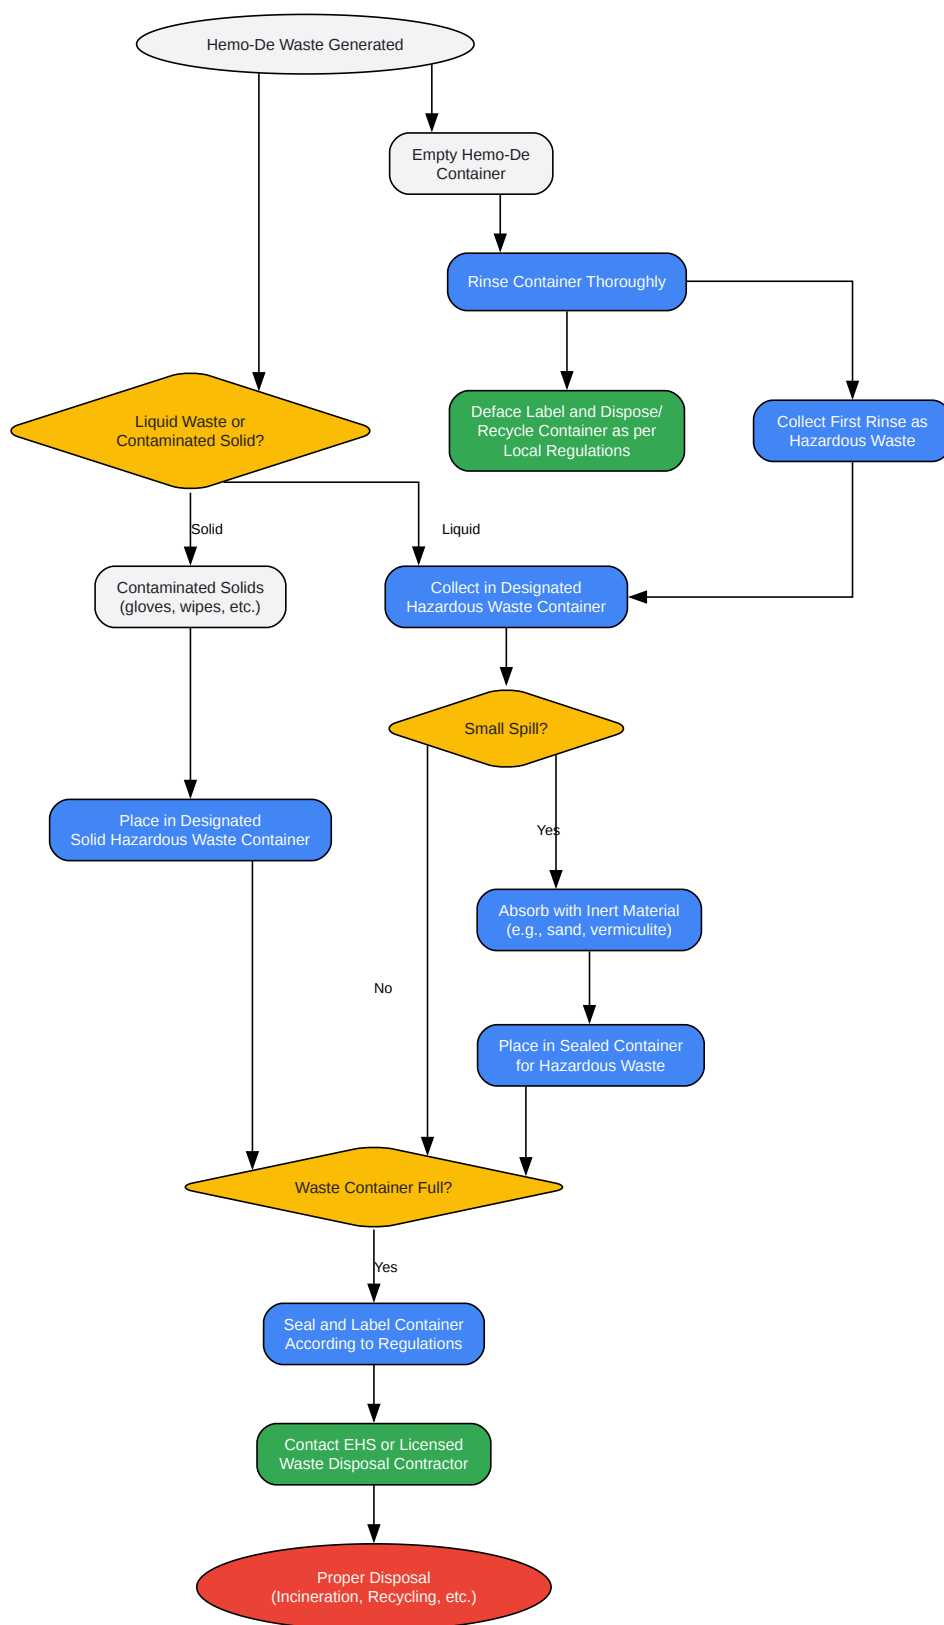 Hemo-De Waste Generated
Empty Hemo-De
Container
Rinse Container Thoroughly
Deface Label and Dispose/
Recycle Container as per
Local Regulations
Collect First Rinse as
Hazardous Waste
Liquid Waste or
Contaminated Solid?
Solid
Liquid
Contaminated Solids
(gloves, wipes, etc.)
Collect in Designated
Hazardous Waste Container
Small Spill?
Place in Designated
Solid Hazardous Waste Container
Yes
Absorb with Inert Material
(e.g., sand, vermiculite)
No
Place in Sealed Container
for Hazardous Waste
Waste Container Full?
Yes
Seal and Label Container
According to Regulations
Contact EHS or Licensed
Waste Disposal Contractor
Proper Disposal
(Incineration, Recycling, etc.)